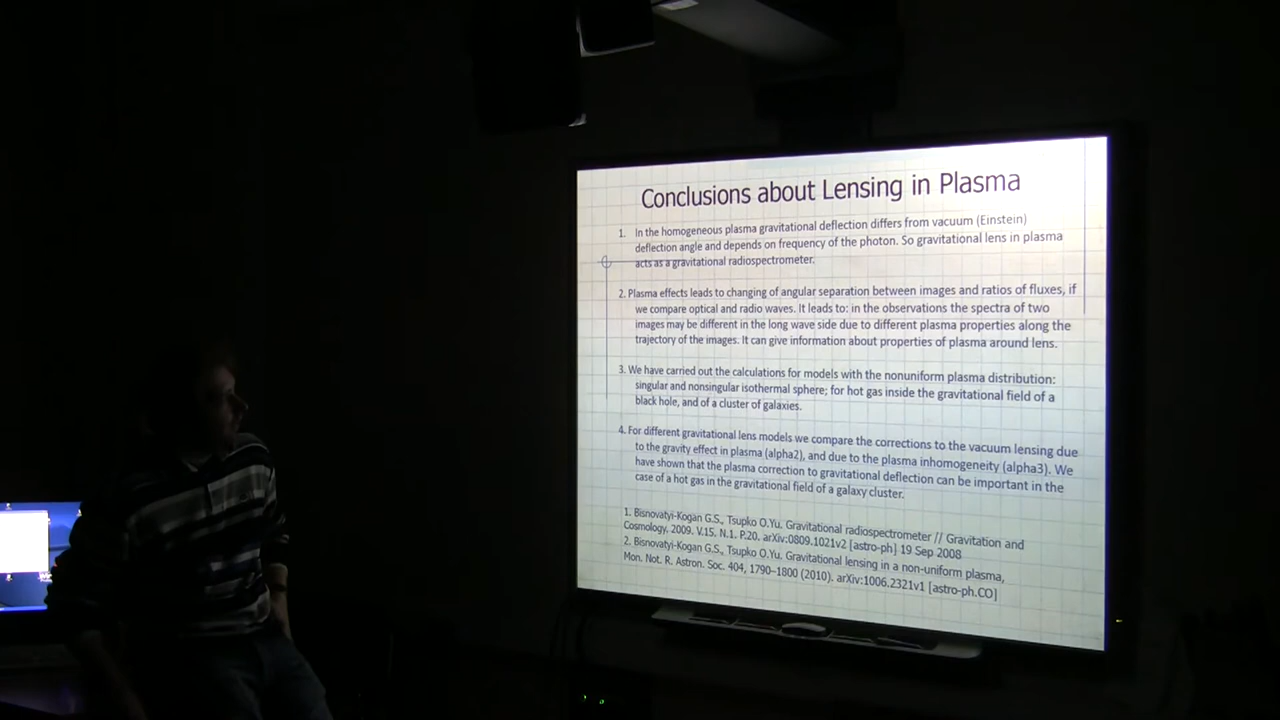 Conclusions about Lensing in Plasma
1. In the homogeneous plasma gravitational deflection differs from vacuum (Einstein)
deflection angle and depends on frequency of the photon. So gravitational lens in plasma
acts as a gravitational radiospectrometer.
2. Plasma effects leads to changing of angular separation between images and ratios of fluxes, if
we compare optical and radio waves. It leads to: in the observations the spectra of two
images may be different in the long wave side due to different plasma properties along the
trajectory of the images. It can give information about properties of plasma around lens.
3. We have carried out the calculations for models with the nonuniform plasma distribution:
singular and nonsingular isothermal sphere; for hot gas inside the gravitational field of a
black hole, and of a cluster of galaxies.
4. For different gravitational lens models we compare the corrections to the vacuum lensing due
to the gravity effect in plasma (alpha2), and due to the plasma inhomogeneity (alpha3). We
have shown that the plasma correction to gravitational deflection can be important in the
case of a hot gas in the gravitational field of a galaxy cluster.
1. Bisnovatyi-Kogan G.S., Tsupko O.Yu. Gravitational radiospectrometer // Gravitation and
Cosmology. 2009. V.15. N.1. P.20. arXiv:0809.1021v2 [astro-ph] 19 Sep 2008
2. Bisnovatyi-Kogan G.S., Tsupko O.Yu. Gravitational lensing in a non-uniform plasma,
Mon. Not. R. Astron. Soc. 404, 1790–1800 (2010). arXiv:1006.2321v1 [astro-ph.CO]